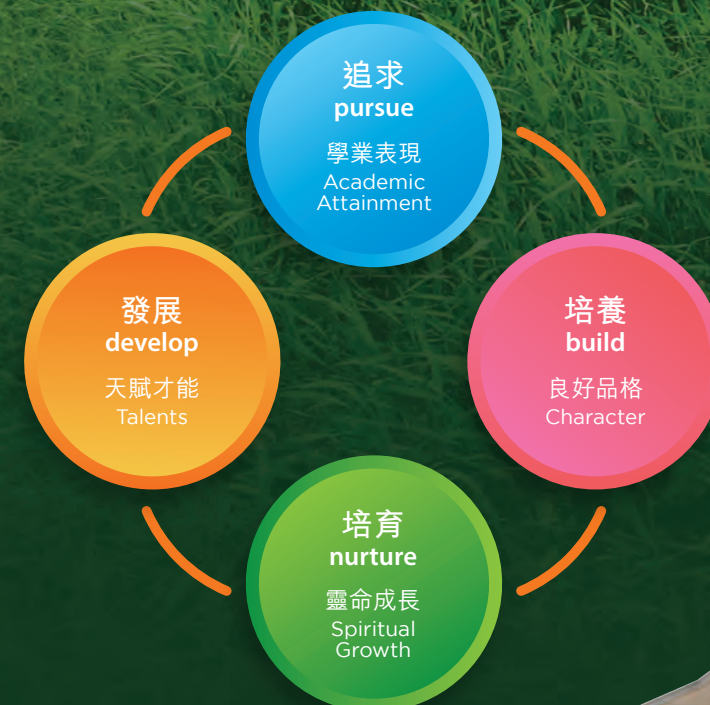 追求
pursue
學業表現
Academic
Attainment
發展
develop
天賦才能
Talents
培養
build
良好品格
Character
培育
nurture
靈命成長
Spiritual
Growth